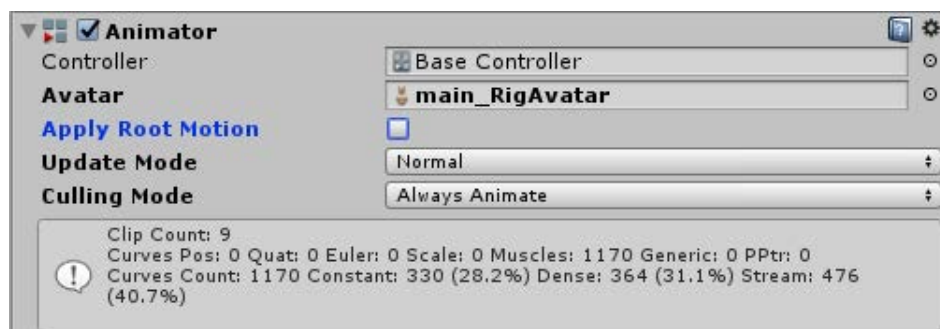 Animator
Controller Base Controller
Avatar main_RigAvatar
Apply Root Motion
Update Mode Normal
Culling Mode Always Animate
Clip Count: 9
Curves Pos: 0 Quat: 0 Euler: 0 Scale: 0 Muscles: 1170 Generic: 0 PPtr: 0
Curves Count: 1170 Constant: 330 (28.2%) Dense: 364 (31.1%) Stream: 476
(40.7%)